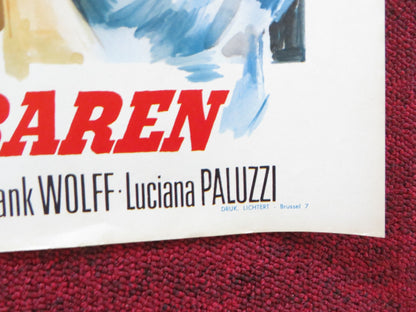 BAREN
ank WOLFF · Luciana PALUZZI
DRUK. LICHTERT - Brussel 7